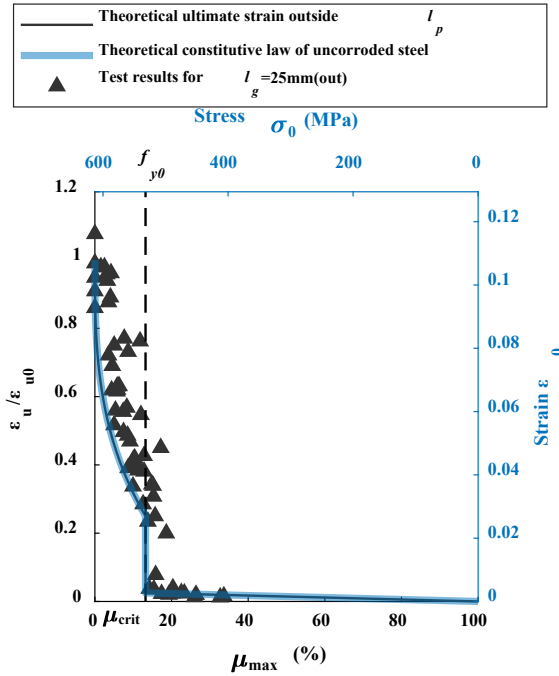 Theoretical ultimate strain outside l_p
Theoretical constitutive law of uncorroded steel
Test results for l_g=25mm(out)
Stress σ_0 (MPa)
600 f_y0 400 200 0
1.2
1
0.8
0.6
0.4
0.2
0
ε_u/ε_u0
0.12
0.1
0.08
0.06
0.04
0.02
0
Strain ε_0
0 μ_crit 20 40 60 80 100
μ_max (%)